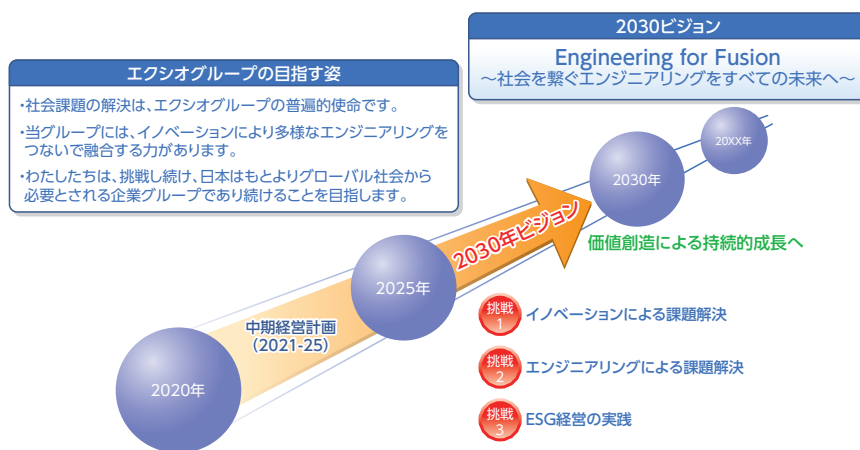 2030ビジョン
Engineering for Fusion
～社会を繋ぐエンジニアリングをすべての未来へ～
エクシオグループの目指す姿
・社会課題の解決は、エクシオグループの普遍的使命です。
・当グループには、イノベーションにより多様なエンジニアリングを
つないで融合する力があります。
・わたしたちは、挑戦し続け、日本はもとよりグローバル社会から
必要とされる企業グループであり続けることを目指します。
20XX年
2030年
2030年ビジョン
価値創造による持続的成長へ
2025年
中期経営計画
（2021-25）
2020年
挑戦
1
イノベーションによる課題解決
挑戦
2
エンジニアリングによる課題解決
挑戦
3
ESG経営の実践